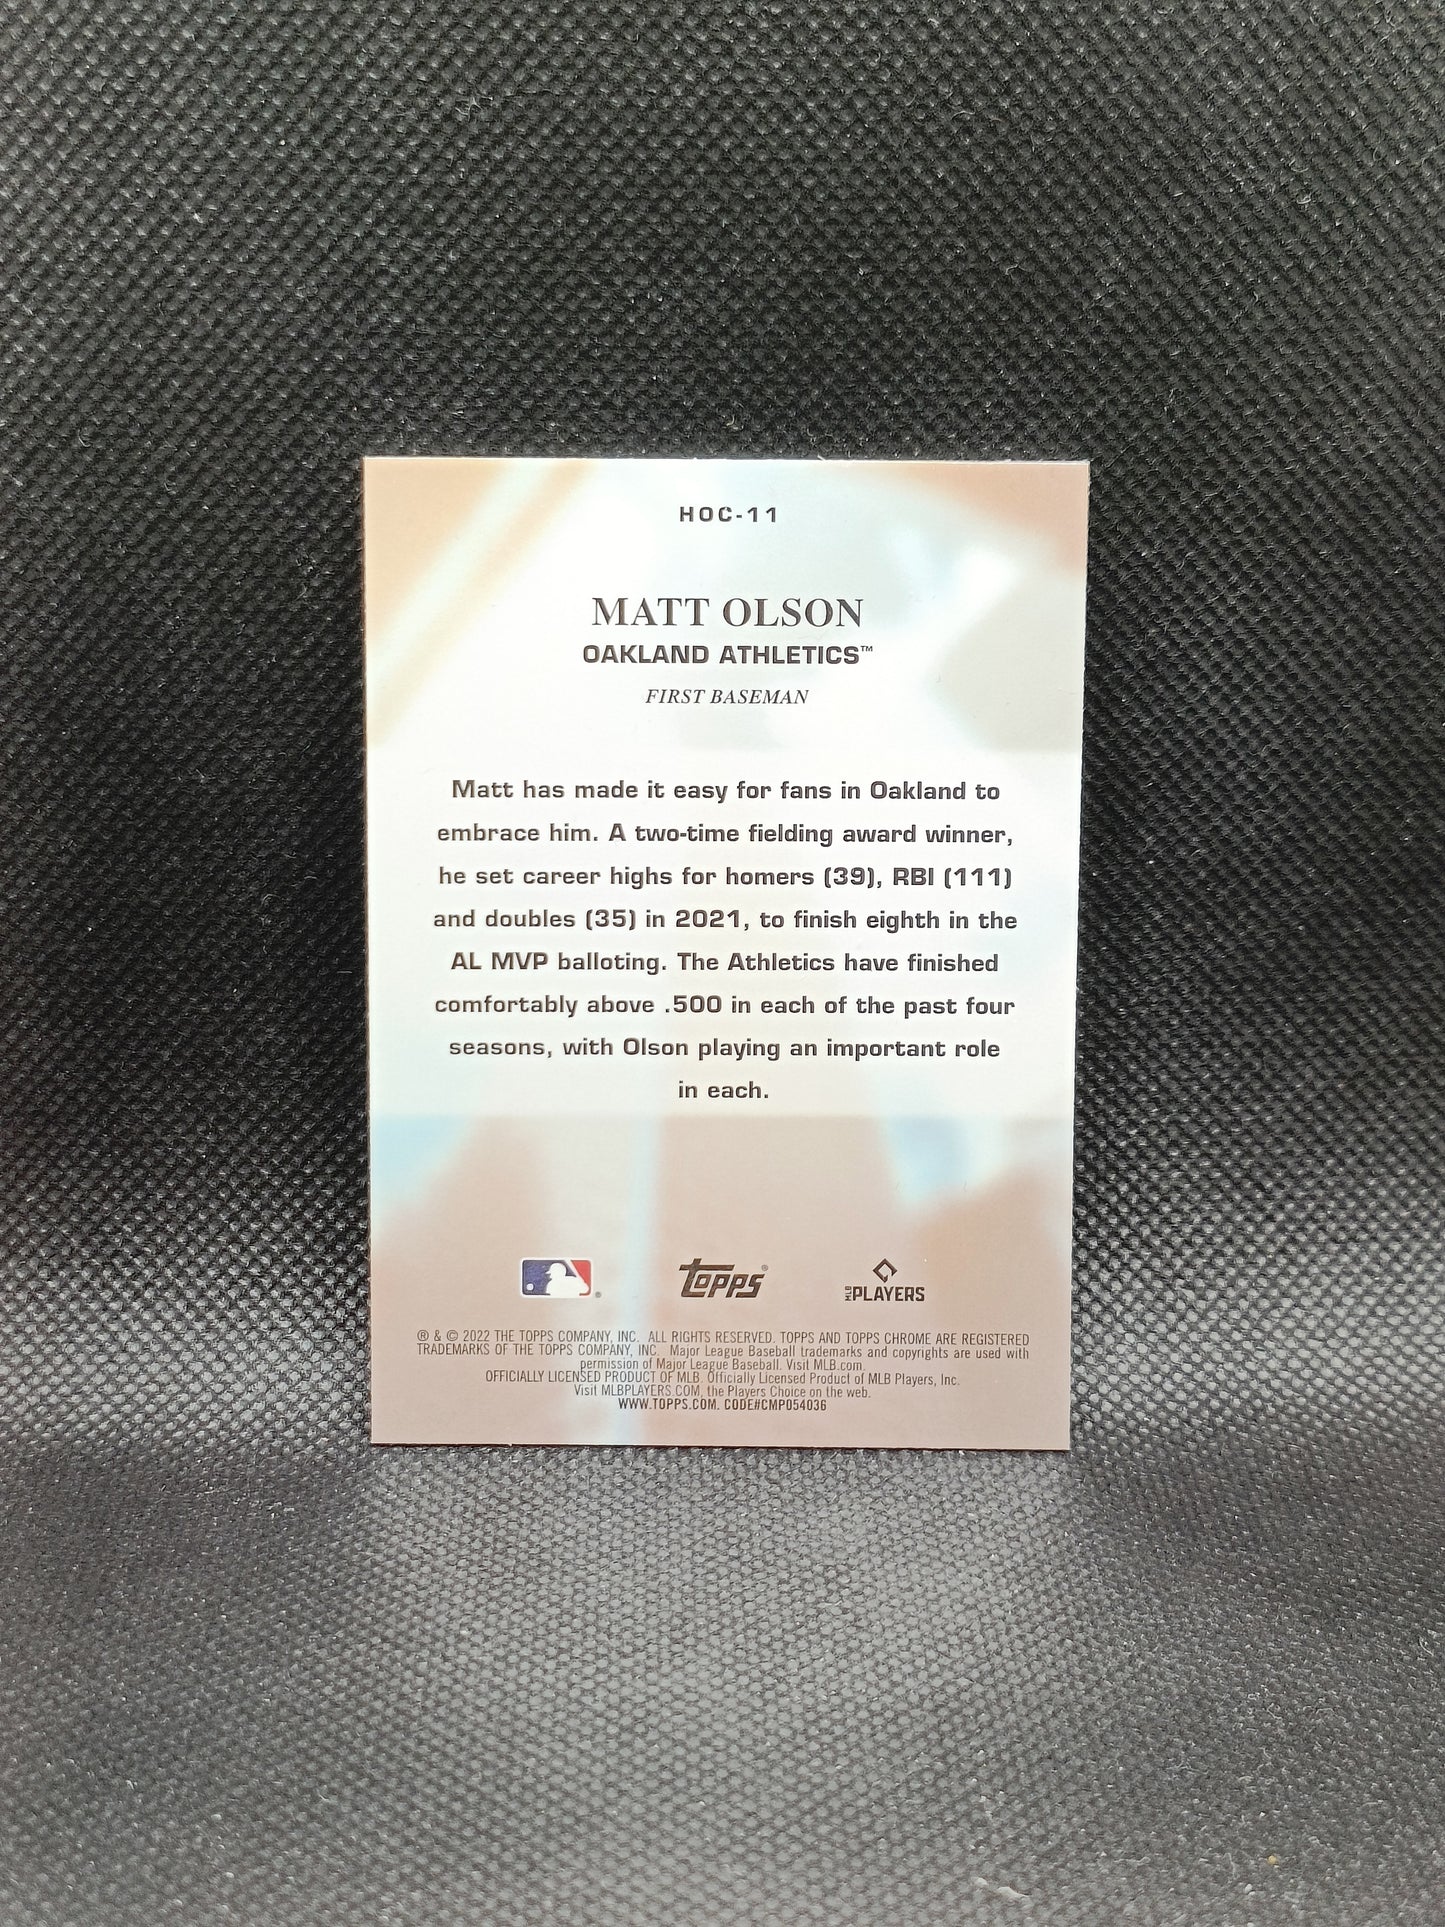 HOC-11
MATT OLSON
OAKLAND ATHLETICS™
FIRST BASEMAN
Matt has made it easy for fans in Oakland to
embrace him. A two-time fielding award winner,
he set career highs for homers (39), RBI (111)
and doubles (35) in 2021, to finish eighth in the
AL MVP balloting. The Athletics have finished
comfortably above .500 in each of the past four
seasons, with Olson playing an important role
in each.
® topps® MLB PLAYERS
® & © 2022 THE TOPPS COMPANY, INC. ALL RIGHTS RESERVED. TOPPS AND TOPPS CHROME ARE REGISTERED
TRADEMARKS OF THE TOPPS COMPANY, INC. Major League Baseball trademarks and copyrights are used with
permission of Major League Baseball. Visit MLB.com.
OFFICIALLY LICENSED PRODUCT OF MLB. Officially Licensed Product of MLB Players, Inc.
Visit MLBPLAYERS.COM, the Players Choice on the web.
WWW.TOPPS.COM. CODE#CMP054036